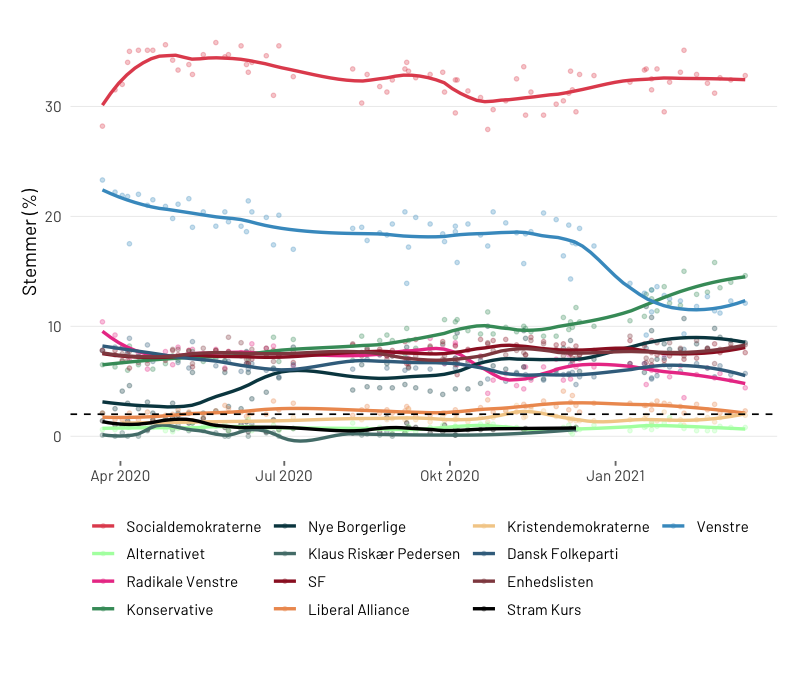 30
20
10
0
Stemmer (%)
Apr 2020 Jul 2020 Okt 2020 Jan 2021
Socialdemokraterne Nye Borgerlige Kristendemokraterne Venstre
Alternativet Klaus Riskær Pedersen Dansk Folkeparti
Radikale Venstre SF Enhedslisten
Konservative Liberal Alliance Stram Kurs